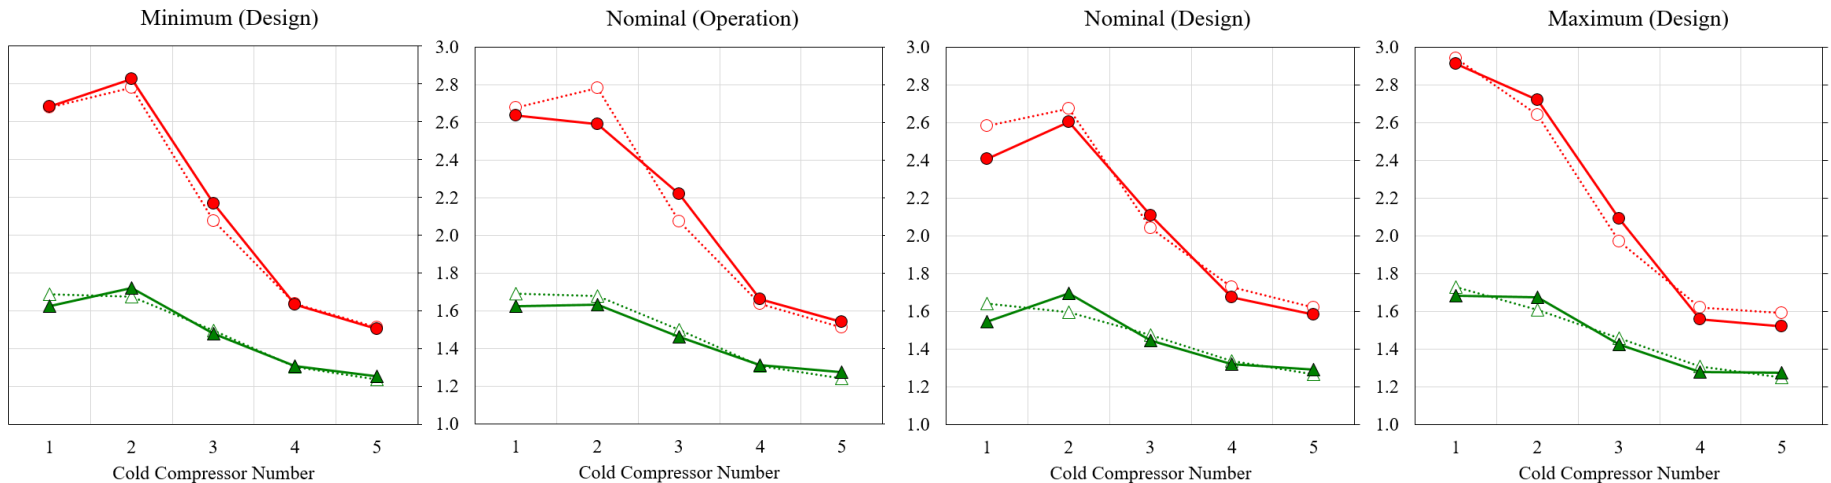 Minimum (Design)
1 2 3 4 5
Cold Compressor Number
Nominal (Operation)
3.0
2.8
2.6
2.4
2.2
2.0
1.8
1.6
1.4
1.2
1.0
1 2 3 4 5
Cold Compressor Number
Nominal (Design)
3.0
2.8
2.6
2.4
2.2
2.0
1.8
1.6
1.4
1.2
1.0
1 2 3 4 5
Cold Compressor Number
Maximum (Design)
3.0
2.8
2.6
2.4
2.2
2.0
1.8
1.6
1.4
1.2
1.0
1 2 3 4 5
Cold Compressor Number